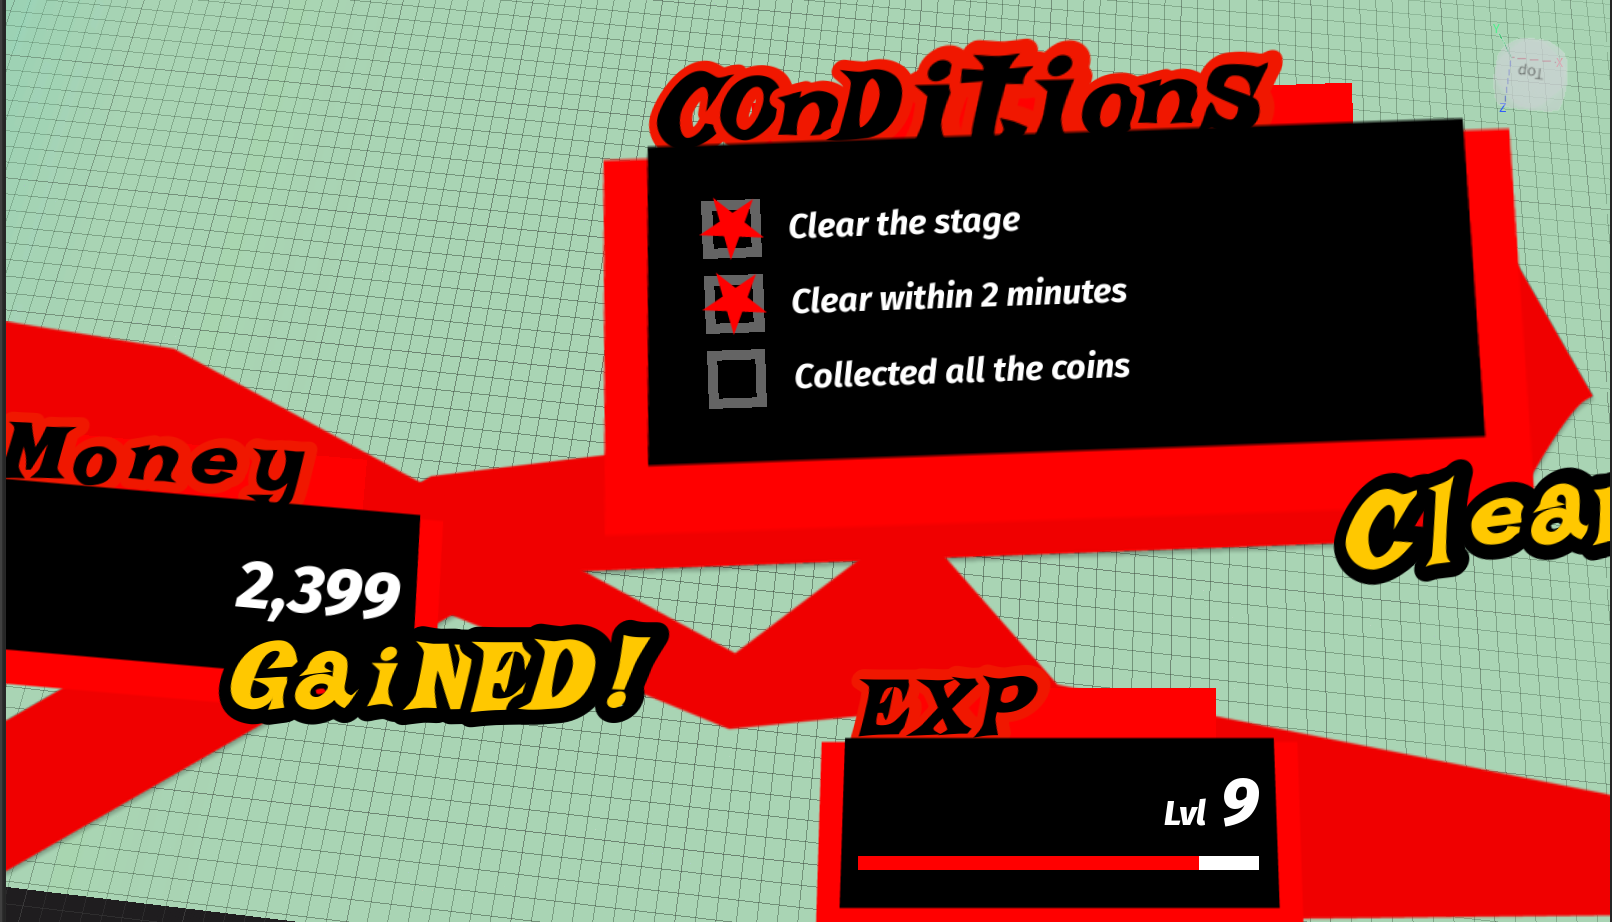 ConDitionS
Clear the stage
Clear within 2 minutes
Collected all the coins
Money
2,399
GaiNED!
Clear
EXP
Lvl 9
Top
Y
X
Z